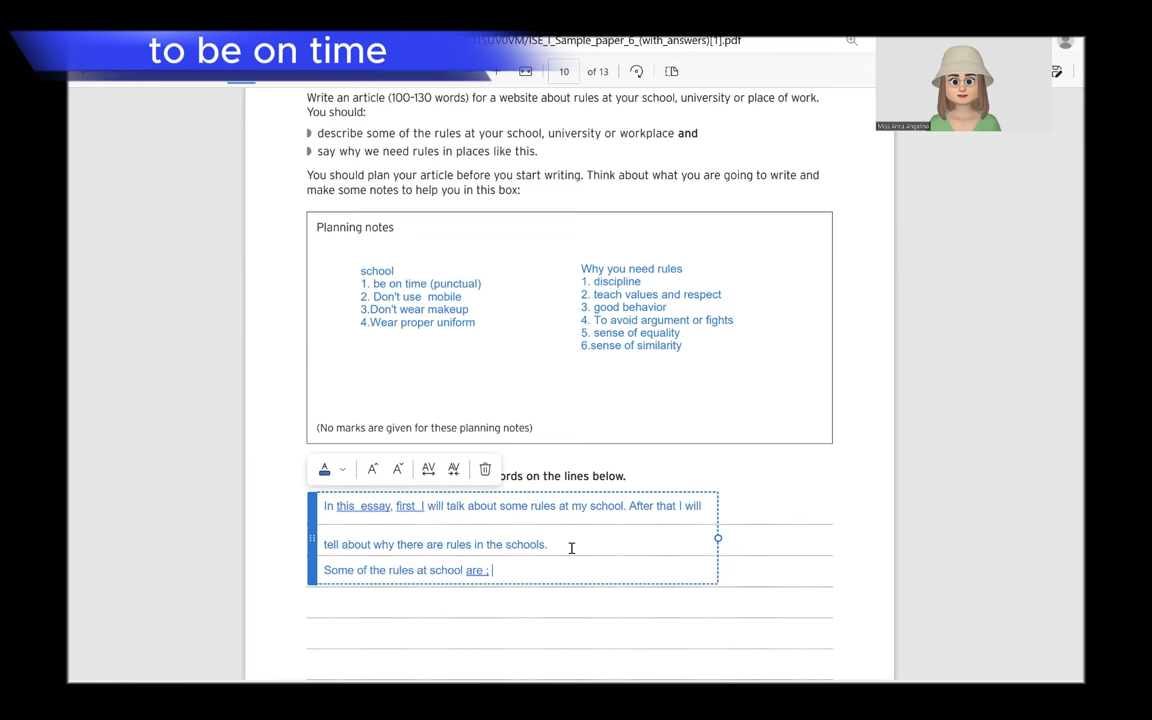 to be on time
01SUV0VM/ISE_I_Sample_paper_6_(with_answers)[1].pdf
10 of 13
Miss Anna Angelina
Write an article (100-130 words) for a website about rules at your school, university or place of work.
You should:
describe some of the rules at your school, university or workplace and
say why we need rules in places like this.
You should plan your article before you start writing. Think about what you are going to write and
make some notes to help you in this box:
Planning notes
school
1. be on time (punctual)
2. Don't use mobile
3.Don't wear makeup
4.Wear proper uniform
Why you need rules
1. discipline
2. teach values and respect
3. good behavior
4. To avoid argument or fights
5. sense of equality
6.sense of similarity
(No marks are given for these planning notes)
ords on the lines below.
In this essay, first I will talk about some rules at my school. After that I will
tell about why there are rules in the schools.
Some of the rules at school are ;